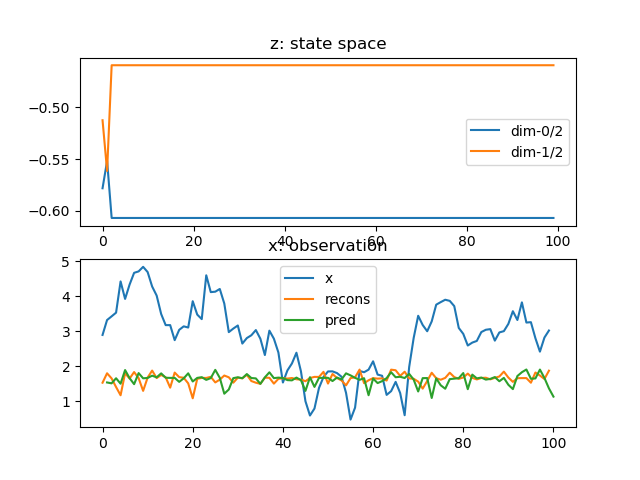 z: state space
−0.50
−0.55
−0.60
dim-0/2
dim-1/2
0 20 40 60 80 100
x: observation
5
4
3
2
1
x
recons
pred
0 20 40 60 80 100